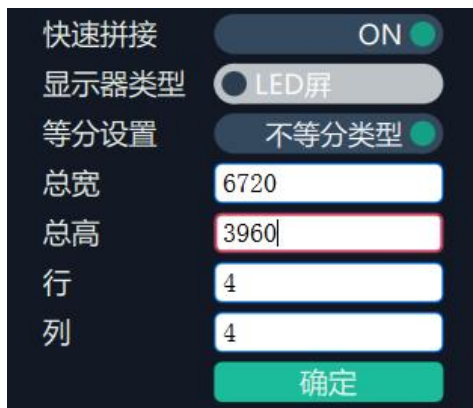 快速拼接 ON
显示器类型 LED屏
等分设置 不等分类型
总宽 6720
总高 3960
行 4
列 4
确定